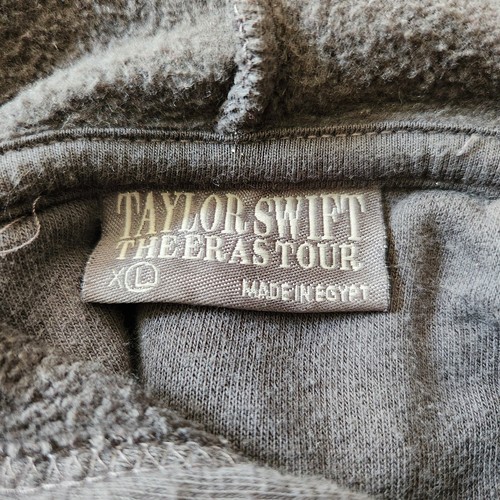 TAYLOR SWIFT
THE ERAS TOUR
XL
MADE IN EGYPT